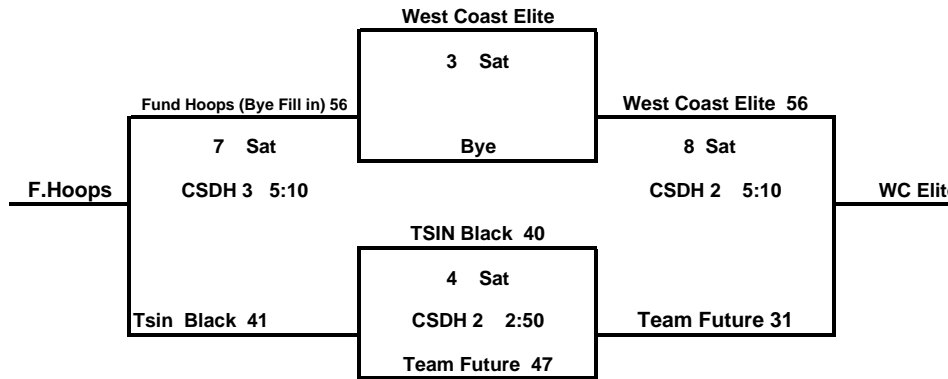 West Coast Elite
3 Sat
Fund Hoops (Bye Fill in) 56
West Coast Elite 56
7 Sat
Bye
8 Sat
F.Hoops
CSDH 3 5:10
CSDH 2 5:10
WC Elite
TSIN Black 40
4 Sat
Tsin Black 41
CSDH 2 2:50
Team Future 31
Team Future 47